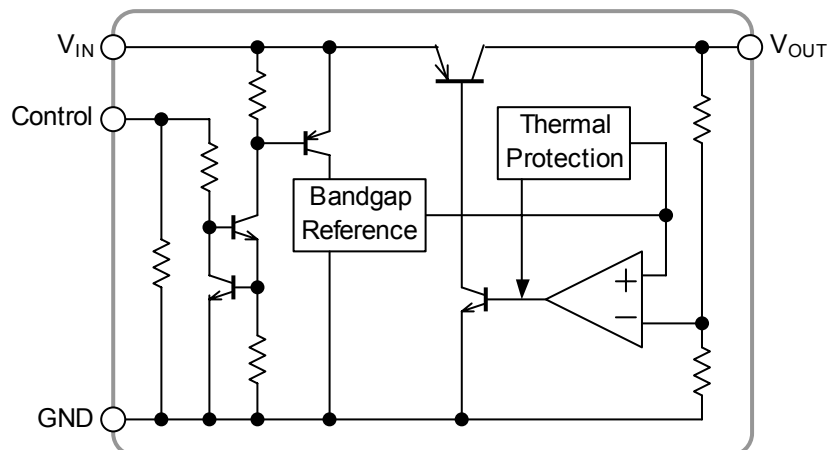 VIN
VOUT
Control
Thermal
Protection
Bandgap
Reference
+
−
GND